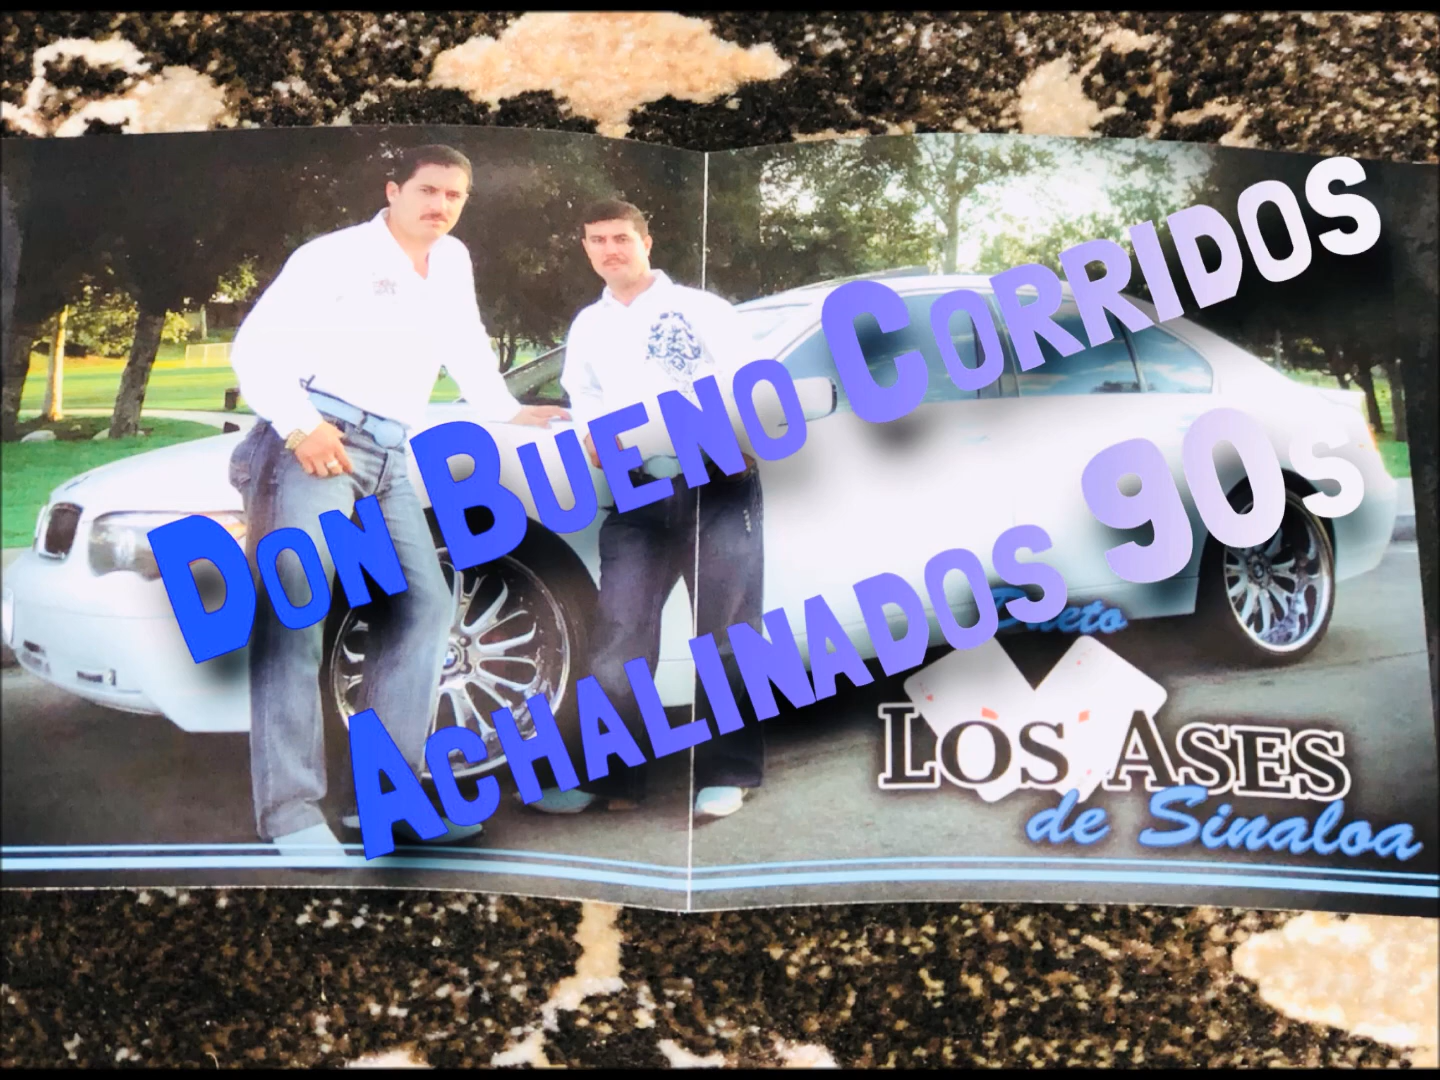 Don Bueno Corridos
Achalinados 90s
Dueto
Los Ases
de Sinaloa